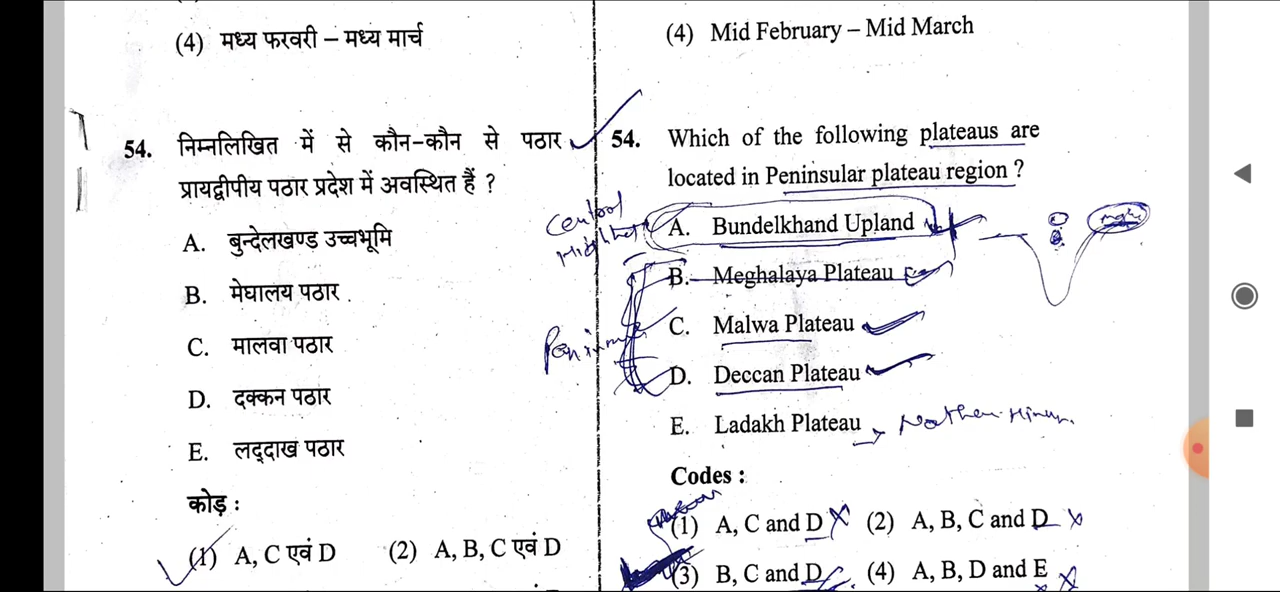 (4) मध्य फरवरी – मध्य मार्च
54. निम्नलिखित में से कौन-कौन से पठार
प्रायद्वीपीय पठार प्रदेश में अवस्थित हैं ?
A. बुन्देलखण्ड उच्चभूमि
B. मेघालय पठार
C. मालवा पठार
D. दक्कन पठार
E. लद्दाख पठार
कोड़ :
(1) A, C एवं D (2) A, B, C एवं D
(4) Mid February – Mid March
54. Which of the following plateaus are
located in Peninsular plateau region ?
A. Bundelkhand Upland
B. Meghalaya Plateau
C. Malwa Plateau
D. Deccan Plateau
E. Ladakh Plateau
Codes :
(1) A, C and D (2) A, B, C and D
(3) B, C and D (4) A, B, D and E